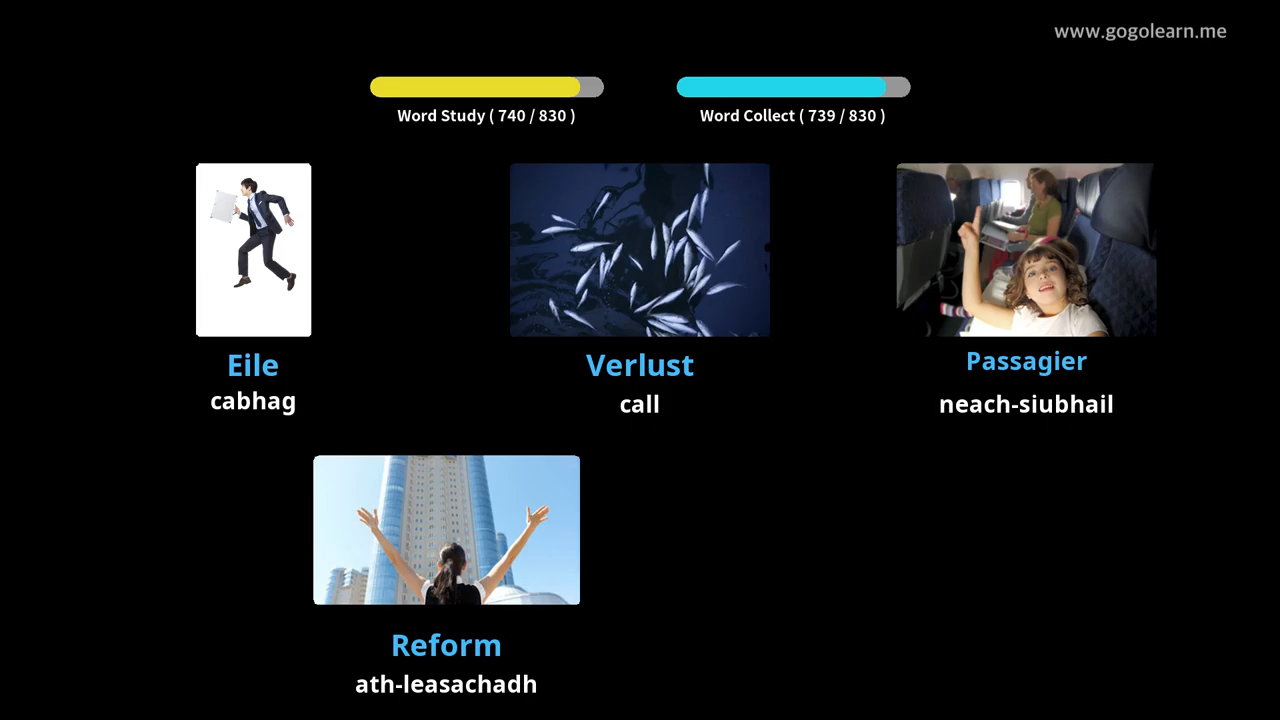 www.gogolearn.me
Word Study ( 740 / 830 )
Word Collect ( 739 / 830 )
Eile
cabhag
Verlust
call
Passagier
neach-siubhail
Reform
ath-leasachadh